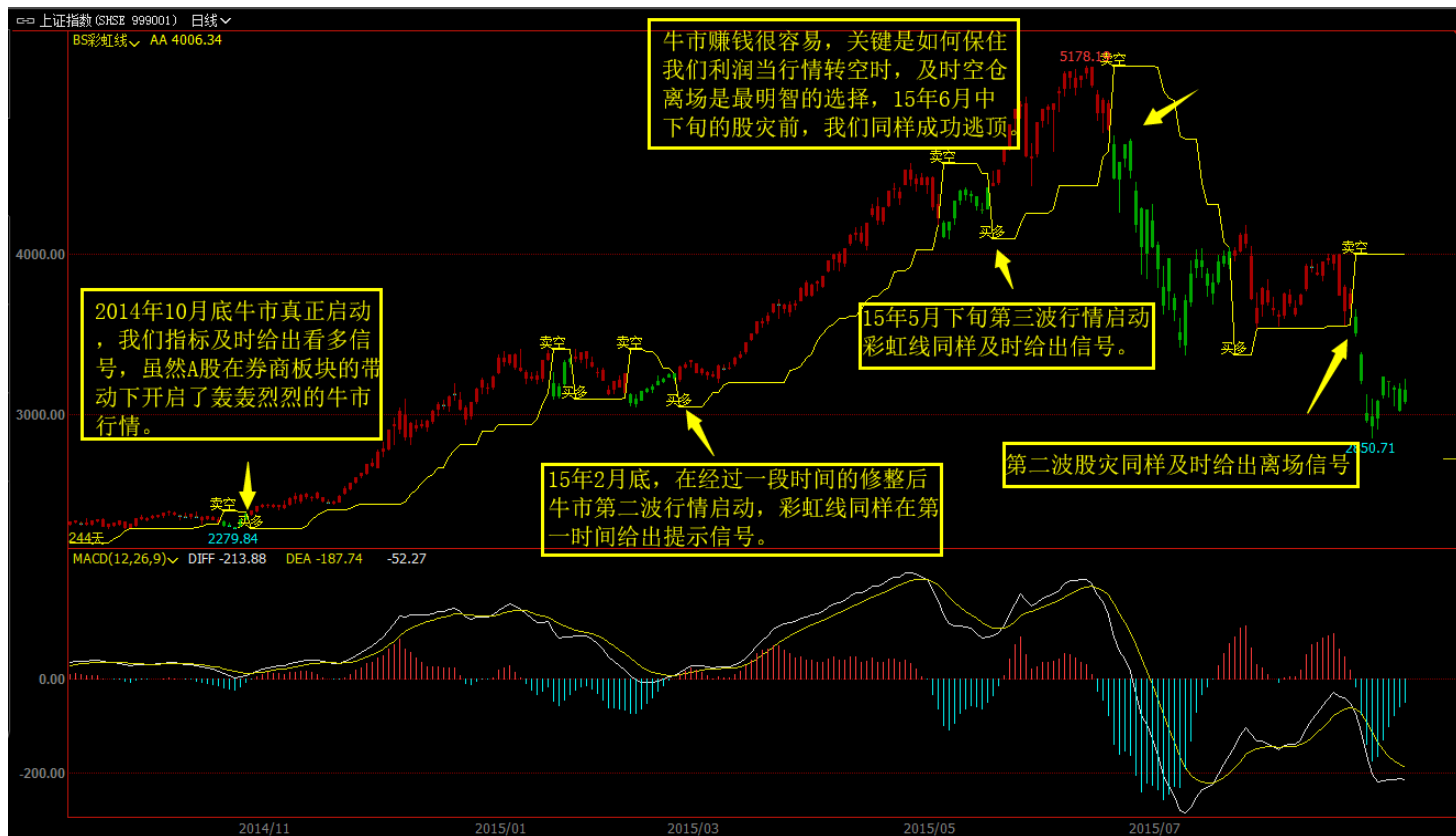 上证指数(SHSE 999001) 日线
BS彩虹线 AA 4006.34
牛市赚钱很容易，关键是如何保住
我们利润当行情转空时，及时空仓
离场是最明智的选择，15年6月中
下旬的股灾前，我们同样成功逃顶。
5178.19
卖空
卖空
买多
4000.00
卖空
2014年10月底牛市真正启动
，我们指标及时给出看多信
号，虽然A股在券商板块的带
动下开启了轰轰烈烈的牛市
行情。
15年5月下旬第三波行情启动
彩虹线同样及时给出信号。
卖空
卖空
买多
买多
买多
3000.00
第二波股灾同样及时给出离场信号
2850.71
15年2月底，在经过一段时间的修整后
牛市第二波行情启动，彩虹线同样在第
一时间给出提示信号。
卖空
买多
244天
2279.84
MACD(12,26,9) DIFF -213.88 DEA -187.74 -52.27
0.00
-200.00
2014/11
2015/01
2015/03
2015/05
2015/07